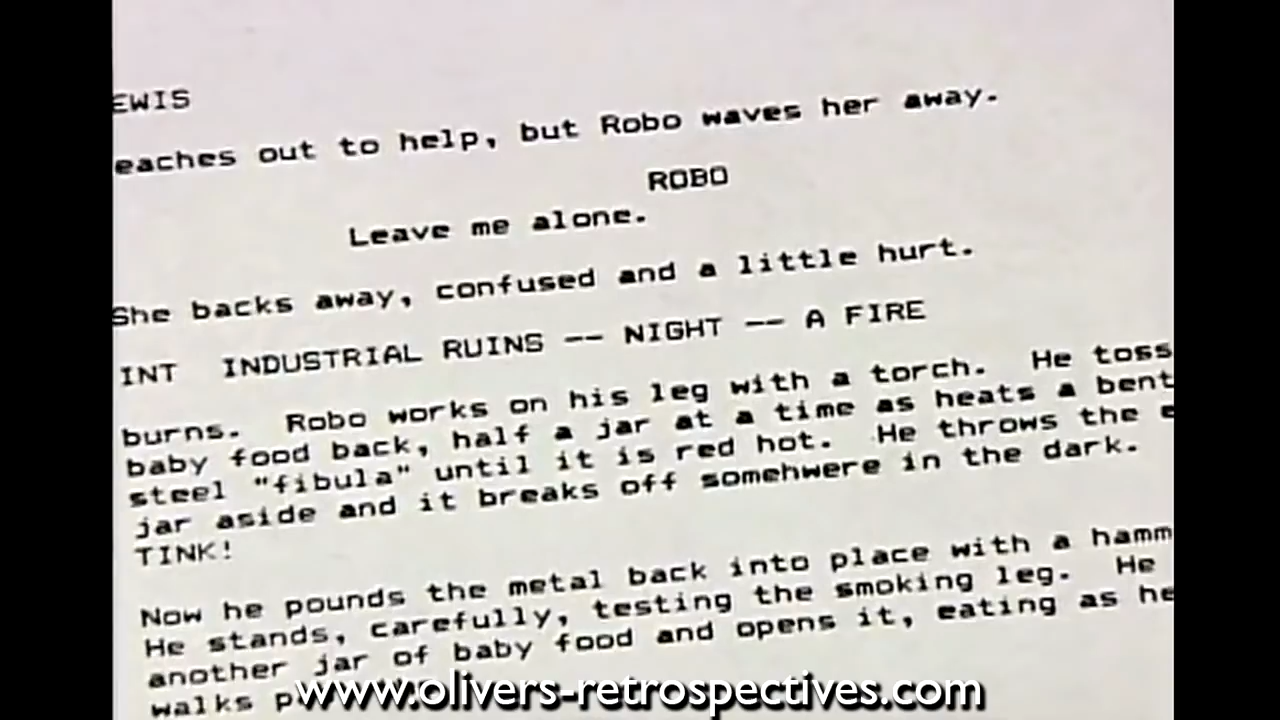 EWIS
eaches out to help, but Robo waves her away.
ROBO
Leave me alone.
She backs away, confused and a little hurt.
INT INDUSTRIAL RUINS -- NIGHT -- A FIRE
burns. Robo works on his leg with a torch. He toss
baby food back, half a jar at a time as heats a bent
steel "fibula" until it is red hot. He throws the e
jar aside and it breaks off somehwere in the dark.
TINK!
Now he pounds the metal back into place with a hamm
He stands, carefully, testing the smoking leg. He
another jar of baby food and opens it, eating as he
walks p
www.olivers-retrospectives.com